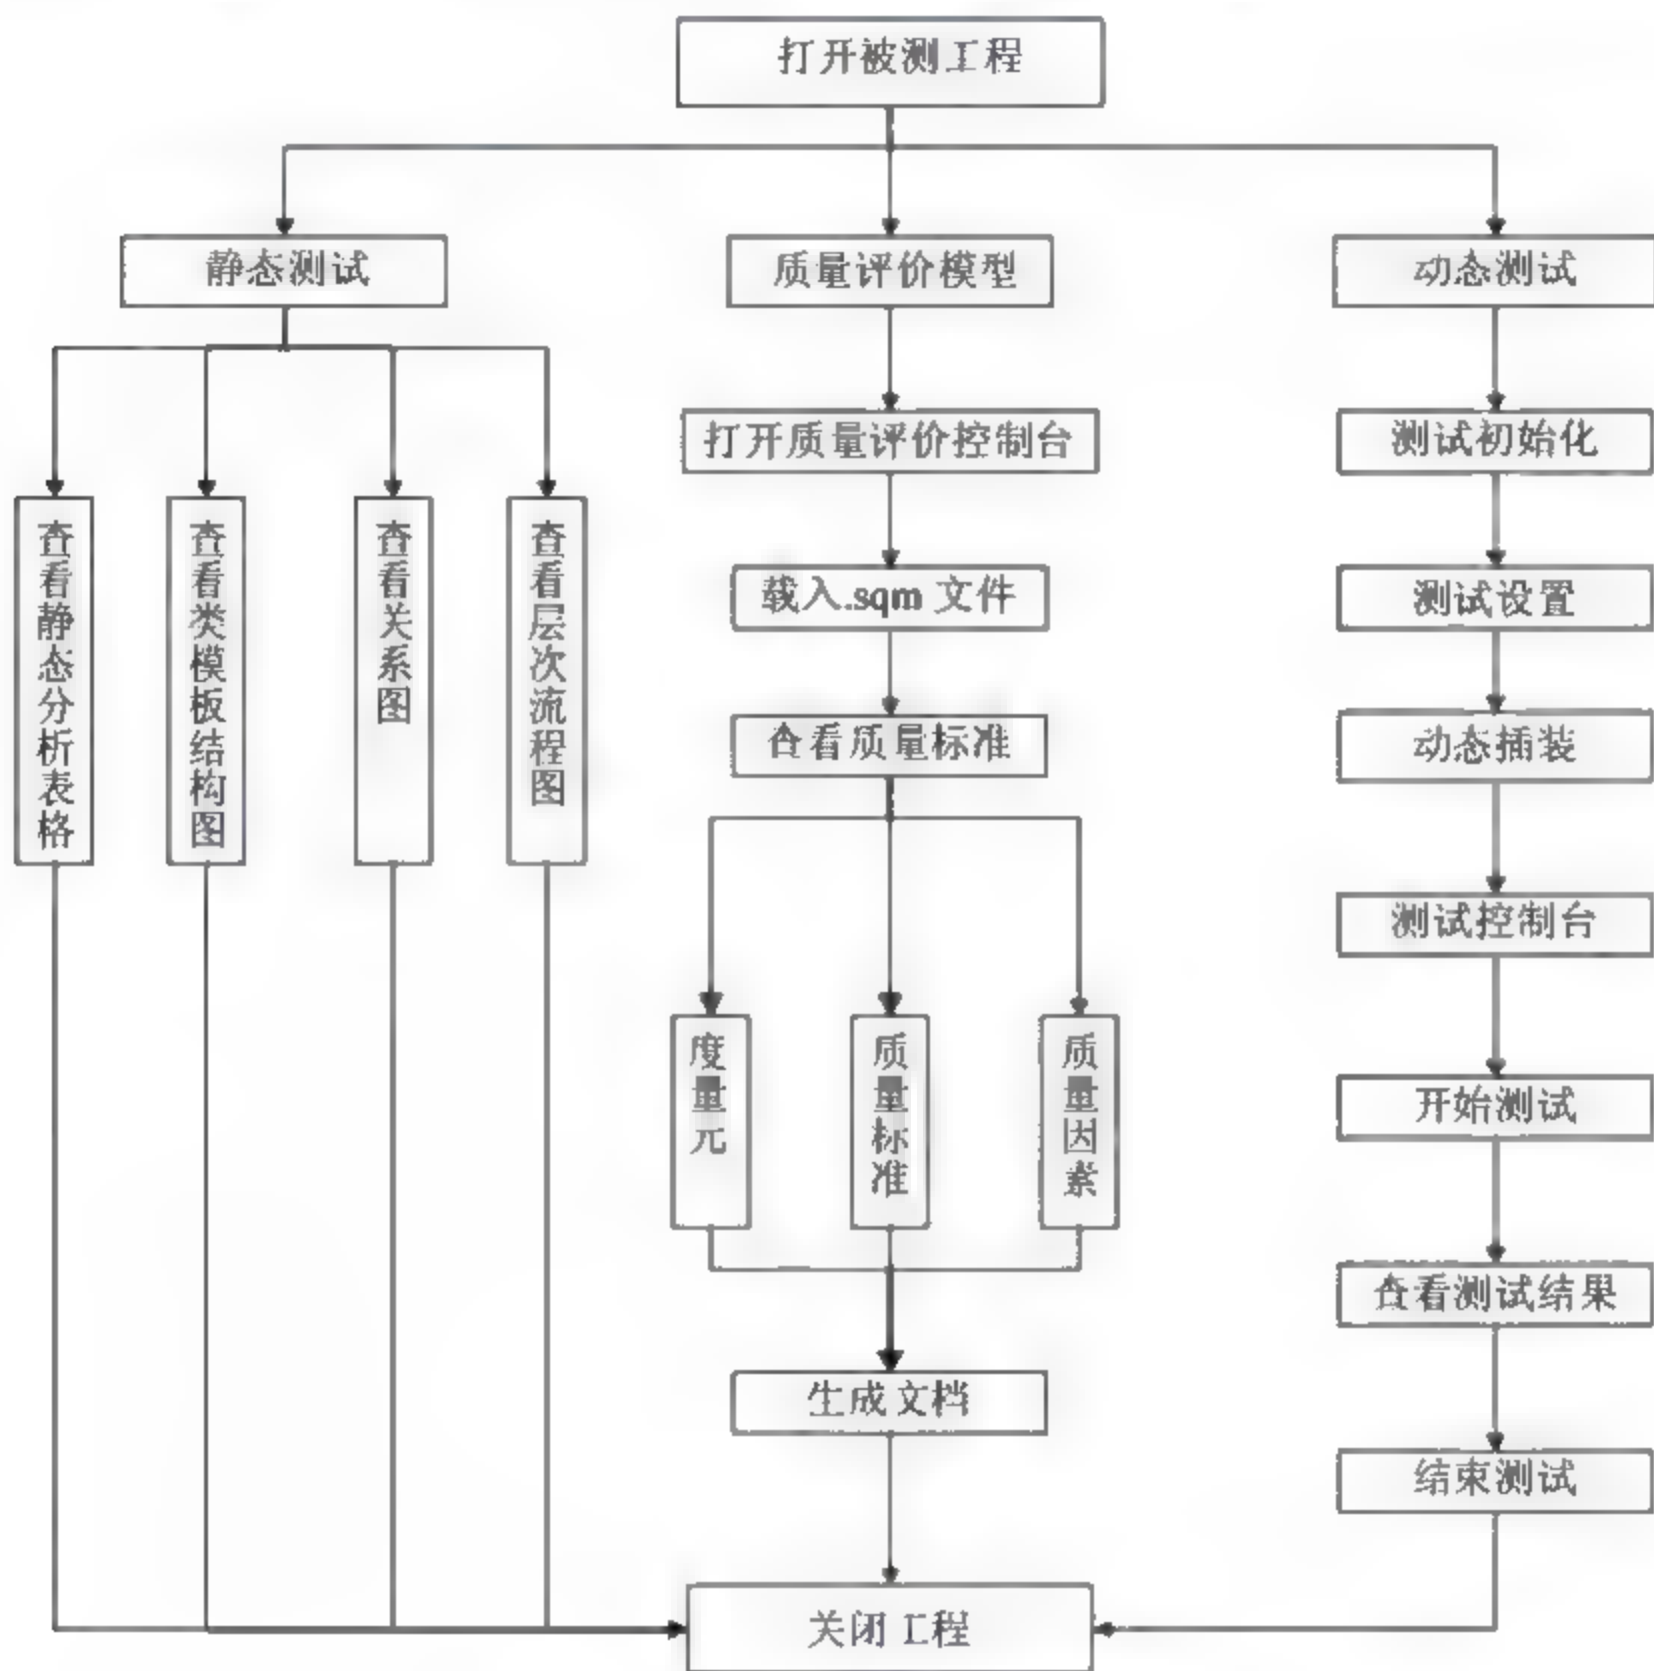 打开被测工程
静态测试
质量评价模型
动态测试
打开质量评价控制台
测试初始化
查看静态分析表格
查看类模板结构图
查看关系图
查看层次流程图
载入.sqm 文件
测试设置
查看质量标准
动态插装
测试控制台
度量元
质量标准
质量因素
开始测试
查看测试结果
生成文档
结束测试
关闭工程